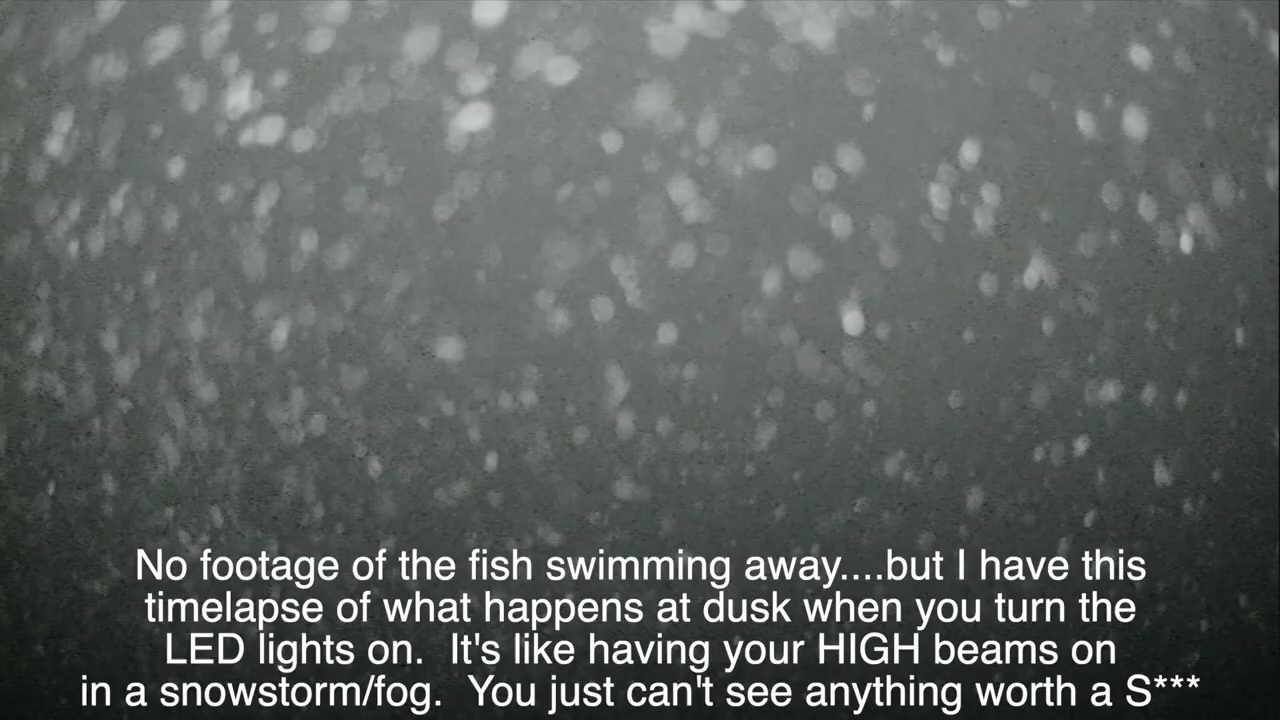 No footage of the fish swimming away....but I have this
timelapse of what happens at dusk when you turn the
LED lights on.  It's like having your HIGH beams on
in a snowstorm/fog.  You just can't see anything worth a S***